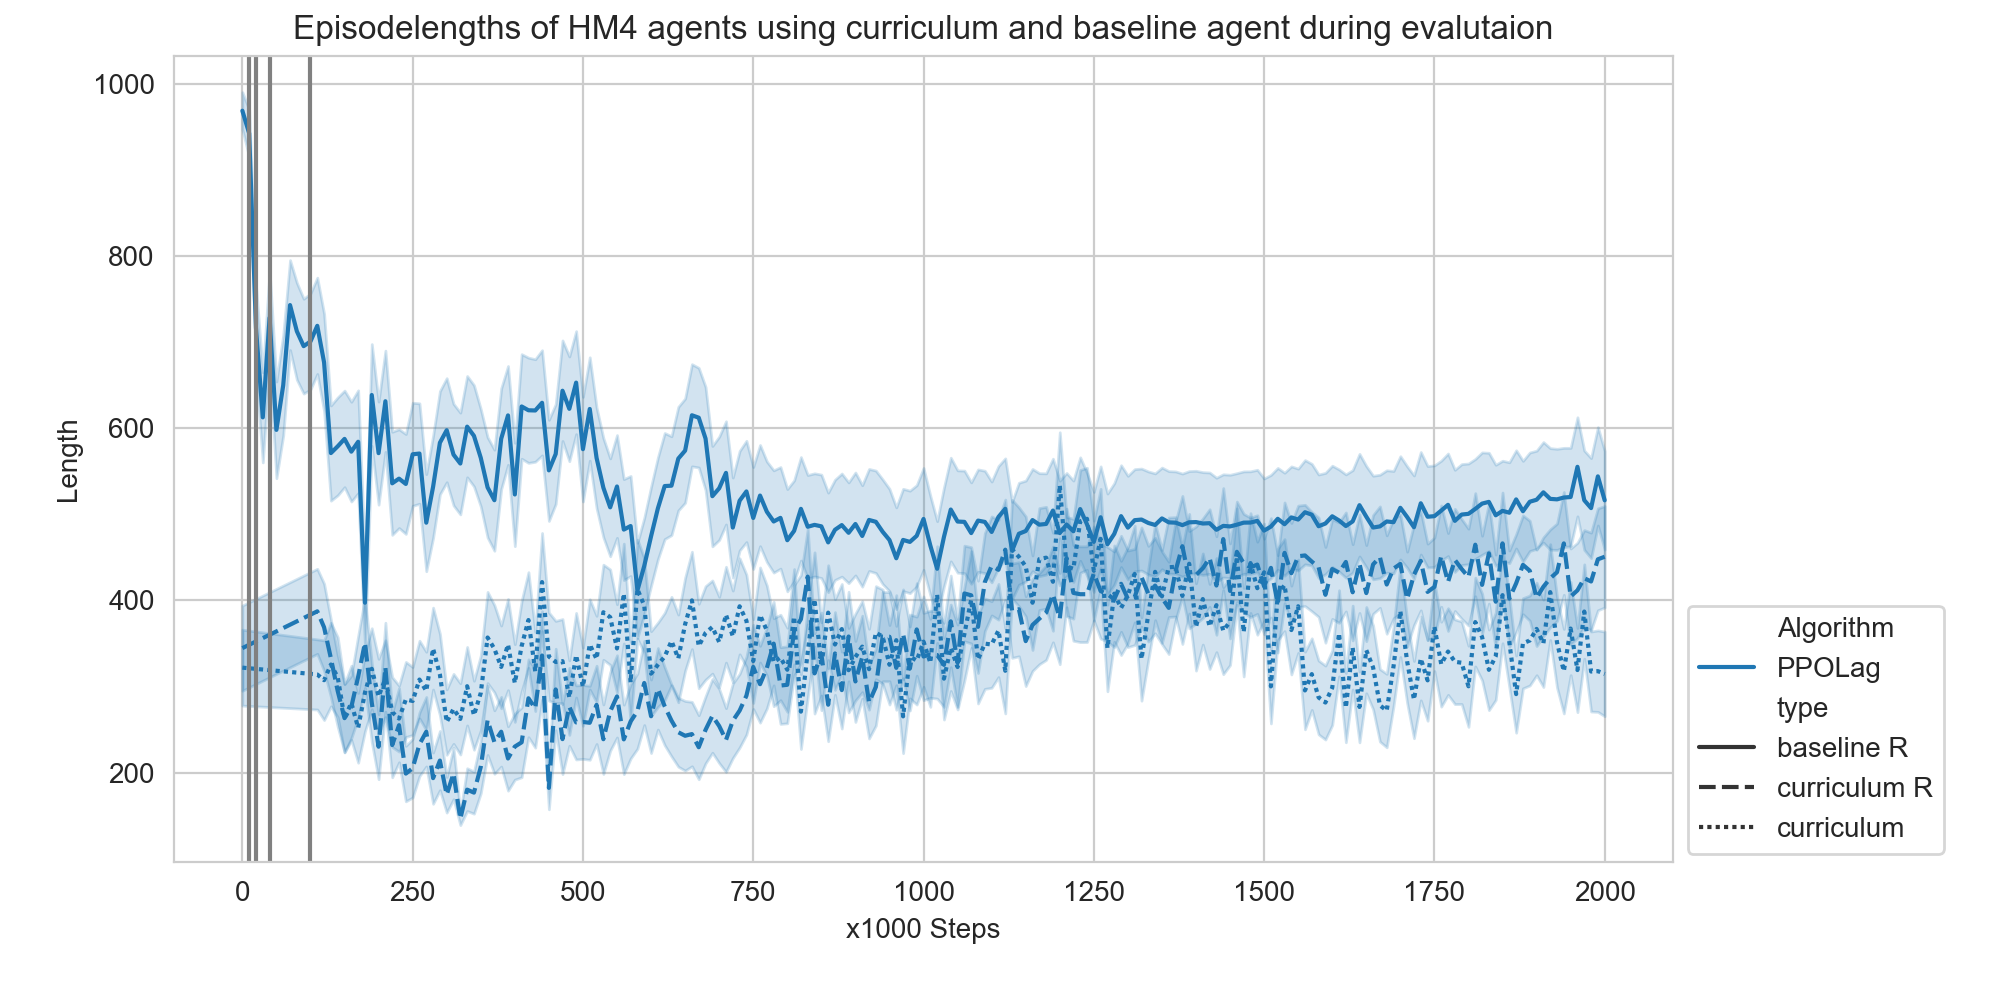 Episodelengths of HM4 agents using curriculum and baseline agent during evalutaion
1000
800
600
400
200
Length
0
250
500
750
1000
1250
1500
1750
2000
x1000 Steps
Algorithm
PPOLag
type
baseline R
curriculum R
curriculum